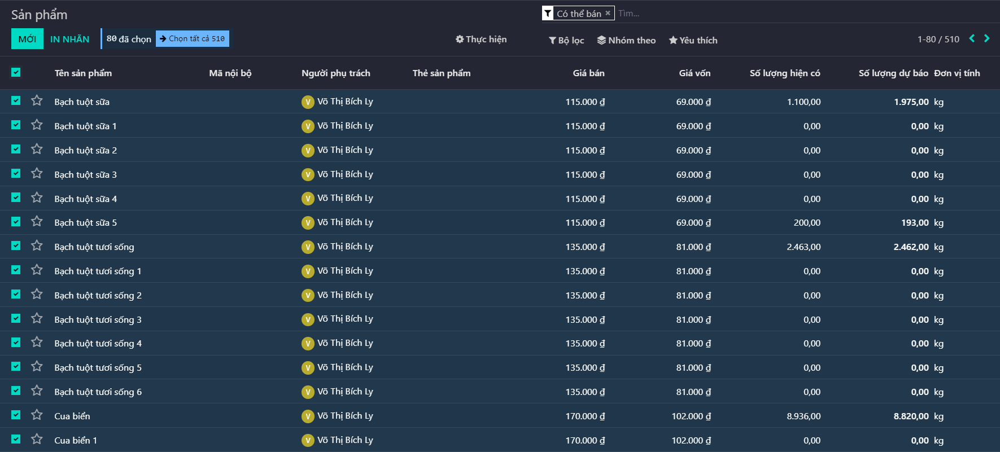 Sản phẩm
Có thể bán × Tìm...
MỚI IN NHÃN 80 đã chọn → Chọn tất cả 510 Thực hiện Bộ lọc Nhóm theo Yêu thích 1-80 / 510
Tên sản phẩm Mã nội bộ Người phụ trách Thẻ sản phẩm Giá bán Giá vốn Số lượng hiện có Số lượng dự báo Đơn vị tính
Bạch tuột sữa V Võ Thị Bích Ly 115.000 ₫ 69.000 ₫ 1.100,00 1.975,00 kg
Bạch tuột sữa 1 V Võ Thị Bích Ly 115.000 ₫ 69.000 ₫ 0,00 0,00 kg
Bạch tuột sữa 2 V Võ Thị Bích Ly 115.000 ₫ 69.000 ₫ 0,00 0,00 kg
Bạch tuột sữa 3 V Võ Thị Bích Ly 115.000 ₫ 69.000 ₫ 0,00 0,00 kg
Bạch tuột sữa 4 V Võ Thị Bích Ly 115.000 ₫ 69.000 ₫ 0,00 0,00 kg
Bạch tuột sữa 5 V Võ Thị Bích Ly 115.000 ₫ 69.000 ₫ 200,00 193,00 kg
Bạch tuột tươi sống V Võ Thị Bích Ly 135.000 ₫ 81.000 ₫ 2.463,00 2.462,00 kg
Bạch tuột tươi sống 1 V Võ Thị Bích Ly 135.000 ₫ 81.000 ₫ 0,00 0,00 kg
Bạch tuột tươi sống 2 V Võ Thị Bích Ly 135.000 ₫ 81.000 ₫ 0,00 0,00 kg
Bạch tuột tươi sống 3 V Võ Thị Bích Ly 135.000 ₫ 81.000 ₫ 0,00 0,00 kg
Bạch tuột tươi sống 4 V Võ Thị Bích Ly 135.000 ₫ 81.000 ₫ 0,00 0,00 kg
Bạch tuột tươi sống 5 V Võ Thị Bích Ly 135.000 ₫ 81.000 ₫ 0,00 0,00 kg
Bạch tuột tươi sống 6 V Võ Thị Bích Ly 135.000 ₫ 81.000 ₫ 0,00 0,00 kg
Cua biển V Võ Thị Bích Ly 170.000 ₫ 102.000 ₫ 8.936,00 8.820,00 kg
Cua biển 1 V Võ Thị Bích Ly 170.000 ₫ 102.000 ₫ 0,00 0,00 kg